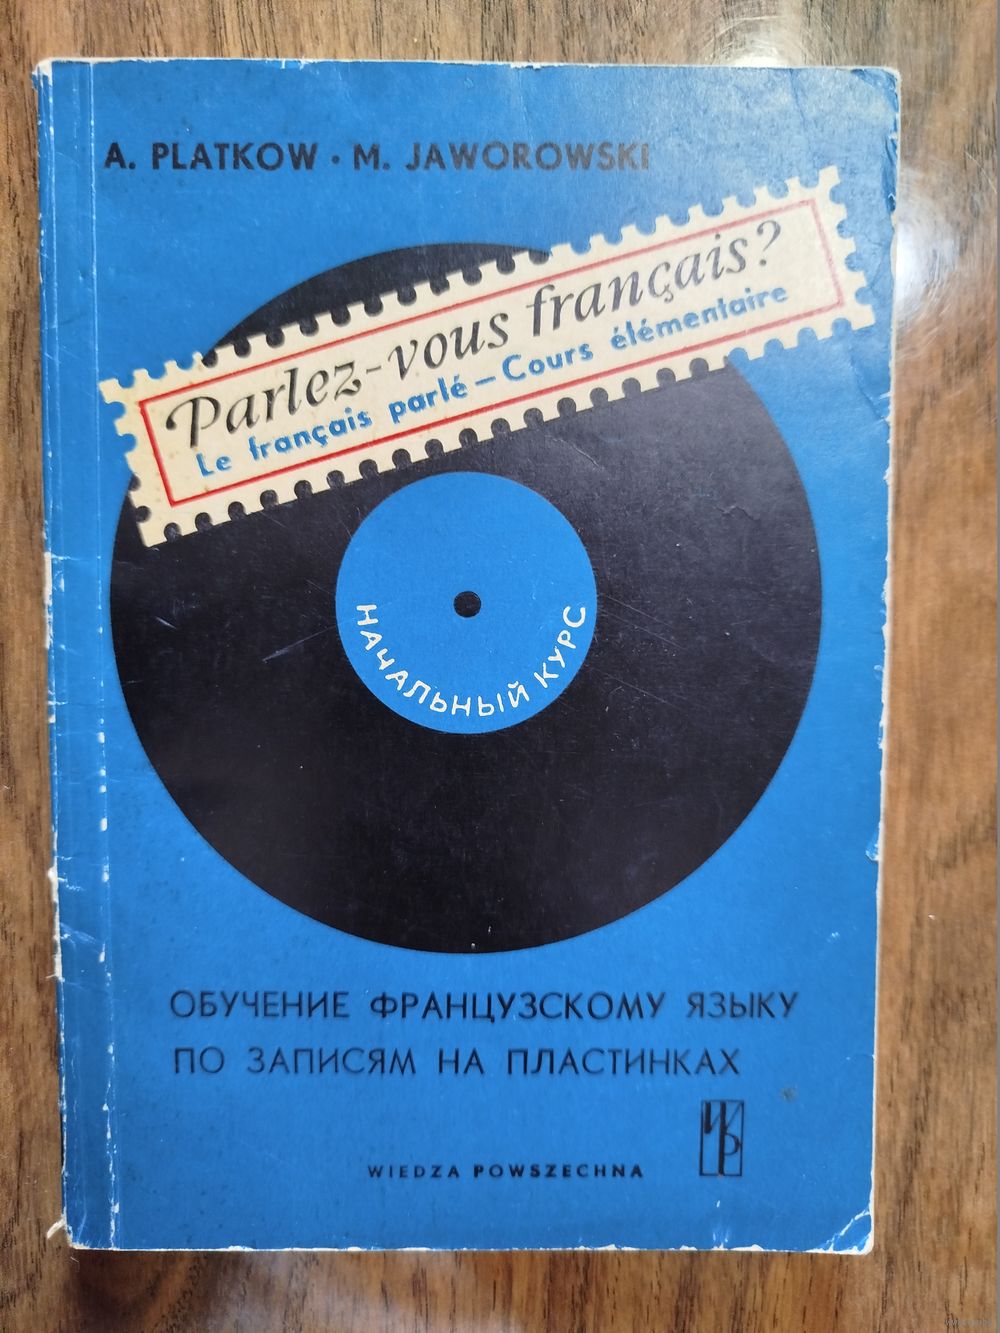 A. PLATKOW • M. JAWOROWSKI
Parlez-vous français?
Le français parlé – Cours élémentaire
НАЧАЛЬНЫЙ КУРС
ОБУЧЕНИЕ ФРАНЦУЗСКОМУ ЯЗЫКУ
ПО ЗАПИСЯМ НА ПЛАСТИНКАХ
WP
WIEDZA POWSZECHNA